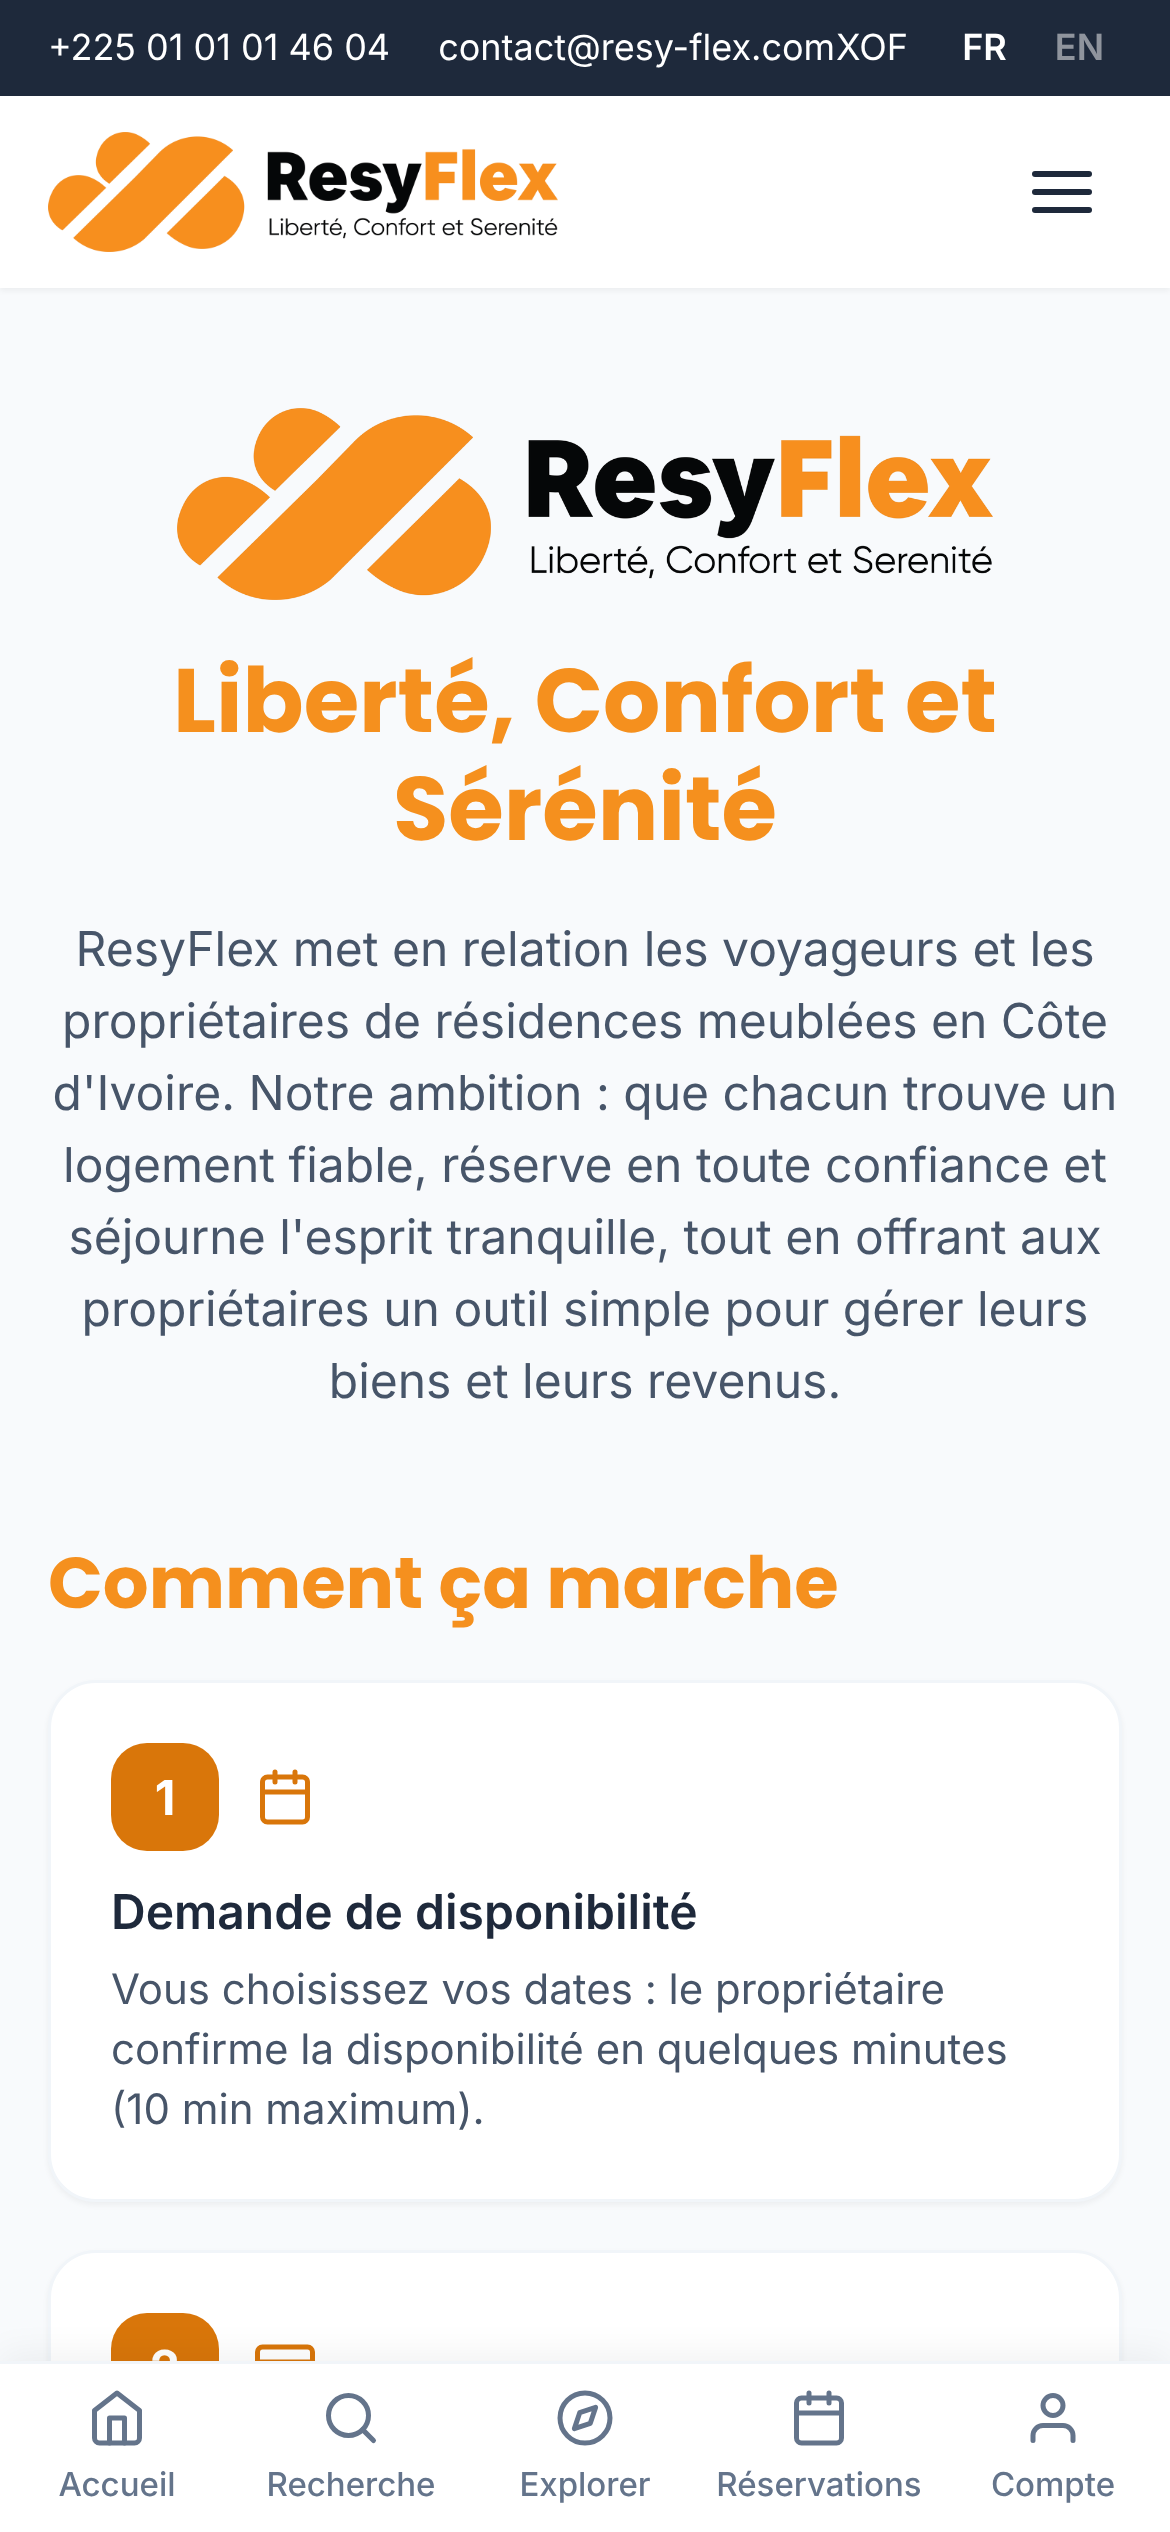 +225 01 01 01 46 04 contact@resy-flex.comXOF FR EN
ResyFlex
Liberté, Confort et Serenité
ResyFlex
Liberté, Confort et Serenité
Liberté, Confort et
Sérénité
ResyFlex met en relation les voyageurs et les
propriétaires de résidences meublées en Côte
d'Ivoire. Notre ambition : que chacun trouve un
logement fiable, réserve en toute confiance et
séjourne l'esprit tranquille, tout en offrant aux
propriétaires un outil simple pour gérer leurs
biens et leurs revenus.
Comment ça marche
1
Demande de disponibilité
Vous choisissez vos dates : le propriétaire
confirme la disponibilité en quelques minutes
(10 min maximum).
Accueil Recherche Explorer Réservations Compte